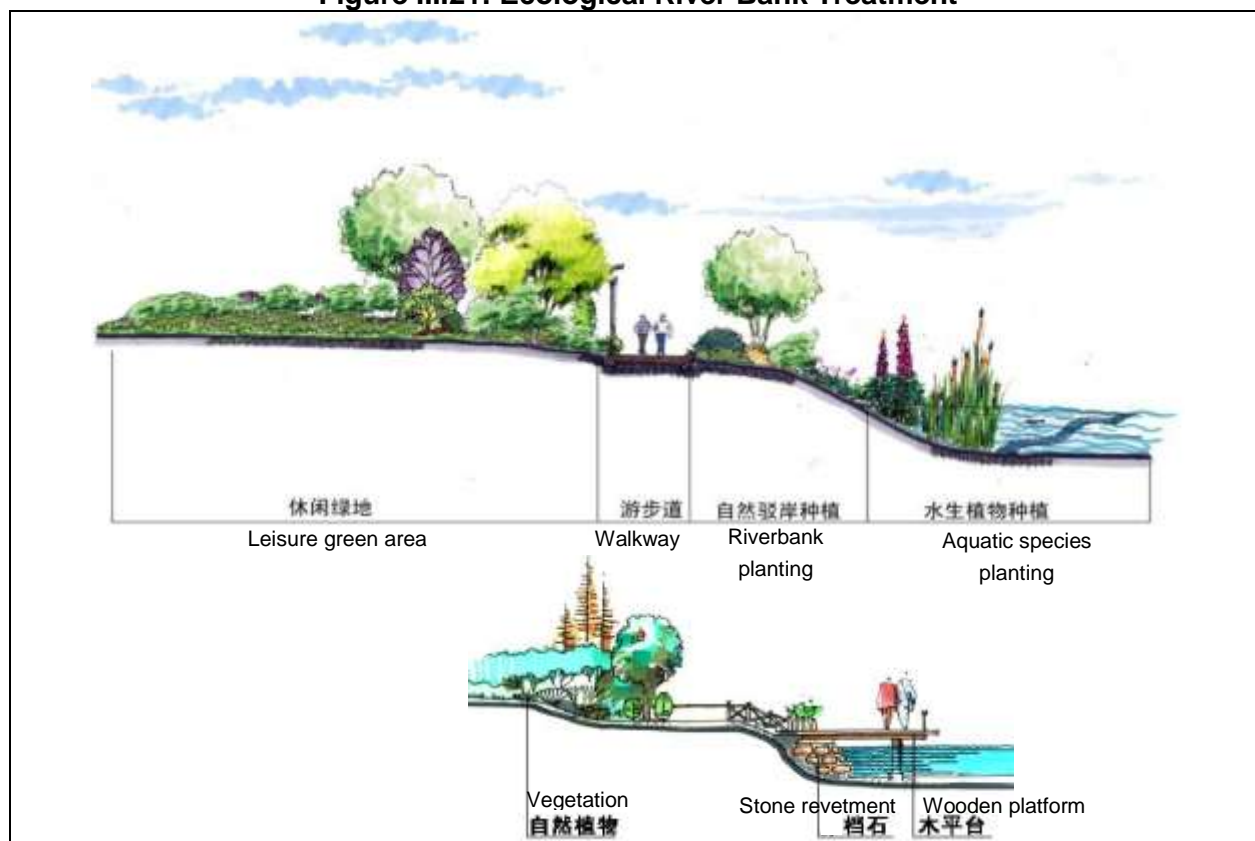 Figure III.21: Ecological River Bank Treatment
休闲绿地 游步道 自然驳岸种植 水生植物种植
Leisure green area Walkway Riverbank planting Aquatic species planting
Vegetation Stone revetment Wooden platform
自然植物 档石 木平台